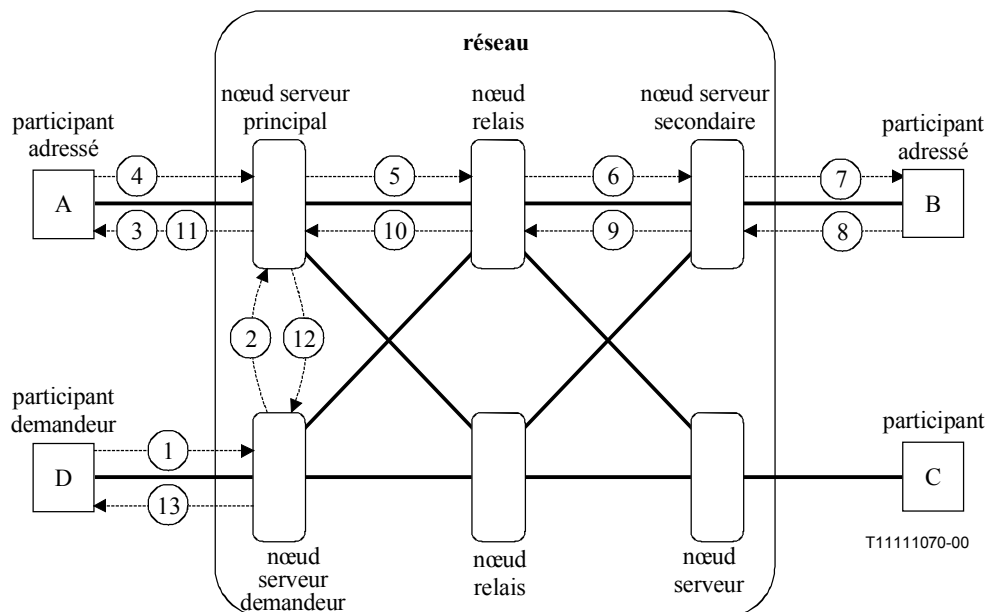 réseau
nœud serveur
principal
nœud
relais
nœud serveur
secondaire
participant
adressé
participant
adressé
4
5
6
7
A
B
3
11
10
9
8
2
12
participant
demandeur
participant
1
D
C
13
nœud
serveur
demandeur
nœud
relais
nœud
serveur
T11111070-00